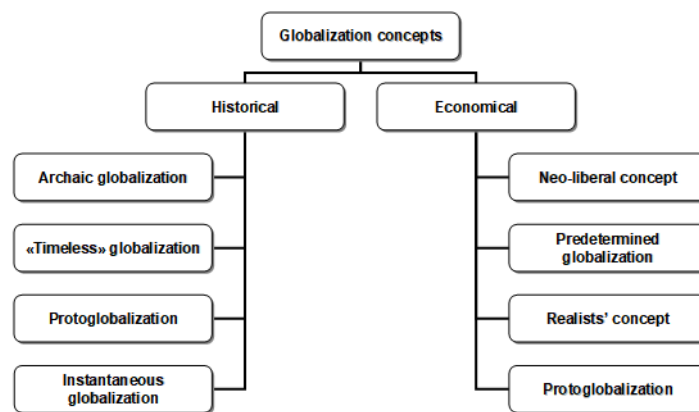 Globalization concepts
Historical
Economical
Archaic globalization
Neo-liberal concept
«Timeless» globalization
Predetermined
globalization
Protoglobalization
Realists’ concept
Instantaneous
globalization
Protoglobalization